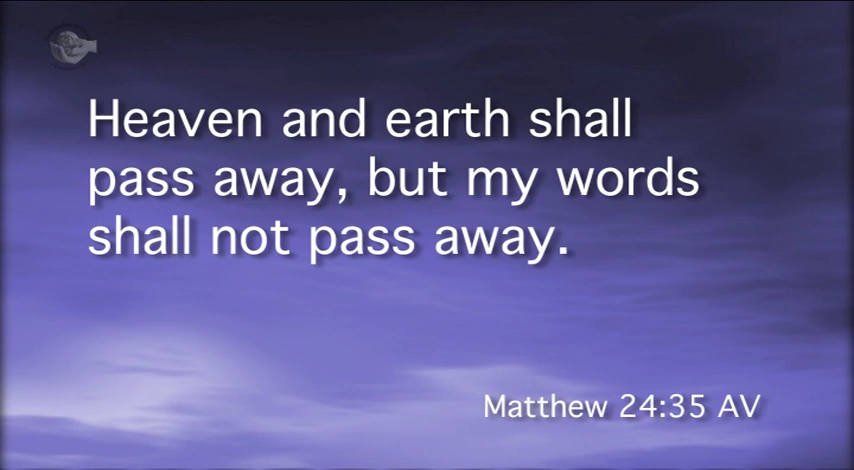 Heaven and earth shall
pass away, but my words
shall not pass away.
Matthew 24:35 AV